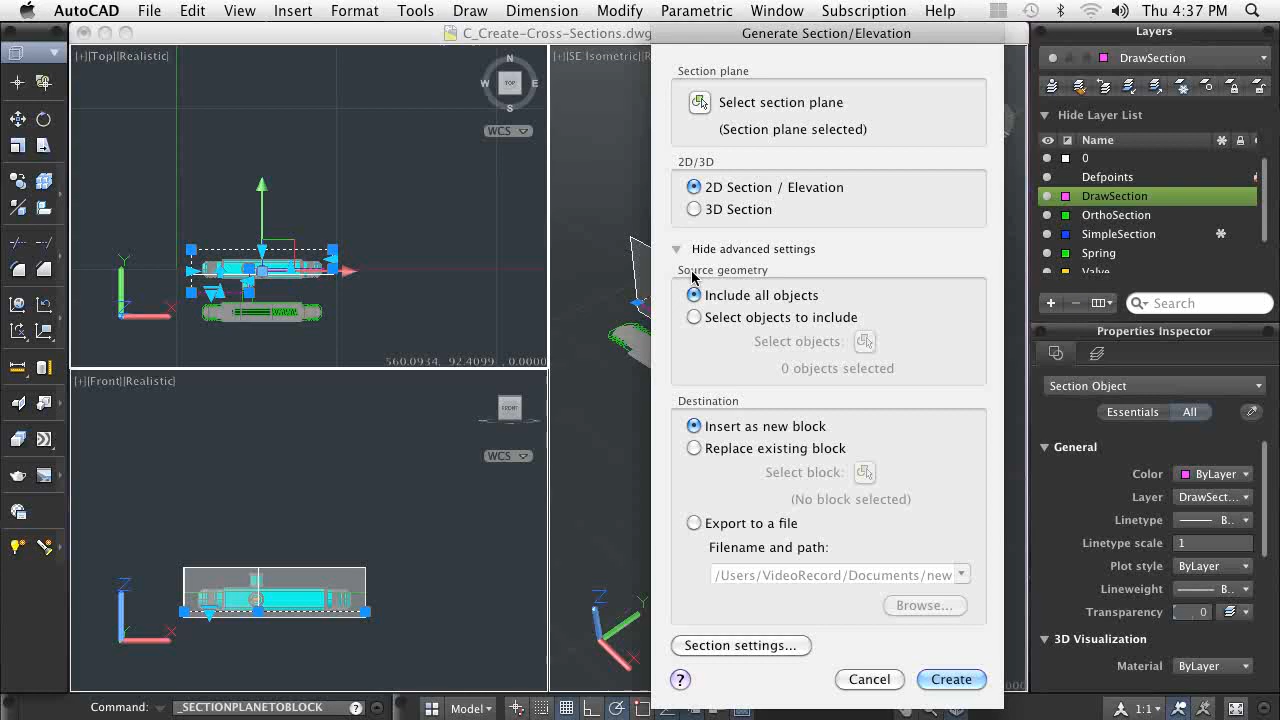 AutoCAD File Edit View Insert Format Tools Draw Dimension Modify Parametric Window Subscription Help Thu 4:37 PM
C_Create-Cross-Sections.dwg
Generate Section/Elevation
Layers
[+][Top][Realistic]
[+][SE Isometric][Re
N
W
TOP
E
S
WCS
Y
Z
X
560.0934, 92.4099, 0.0000
[+][Front][Realistic]
FRONT
WCS
Z
Y
X
Z
Y
X
Section plane
Select section plane
(Section plane selected)
2D/3D
2D Section / Elevation
3D Section
Hide advanced settings
Source geometry
Include all objects
Select objects to include
Select objects:
0 objects selected
Destination
Insert as new block
Replace existing block
Select block:
(No block selected)
Export to a file
Filename and path:
/Users/VideoRecord/Documents/new
Browse...
Section settings...
?
Cancel
Create
DrawSection
Hide Layer List
Name
0
Defpoints
DrawSection
OrthoSection
SimpleSection
Spring
Valve
Search
Properties Inspector
Section Object
Essentials All
General
Color ByLayer
Layer DrawSect...
Linetype B..
Linetype scale 1
Plot style ByLayer
Lineweight B..
Transparency 0
3D Visualization
Material ByLayer
Command: _SECTIONPLANETOBLOCK ?
Model
1:1